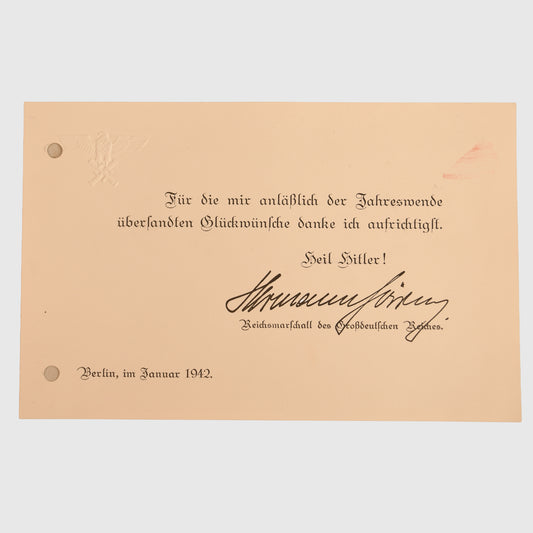 Für die mir anläßlich der Jahreswende
übersandten Glückwünsche danke ich aufrichtigst.
Heil Hitler!
Hermann Göring
Reichsmarschall des Großdeutschen Reiches.
Berlin, im Januar 1942.